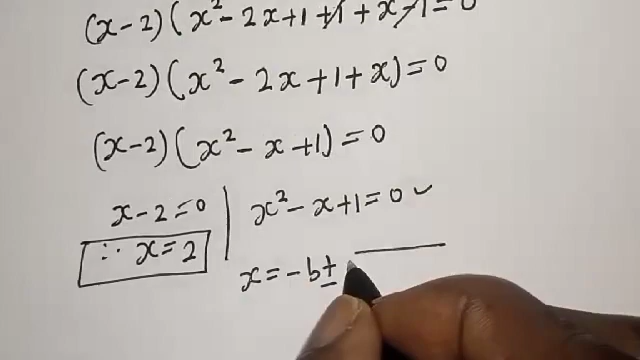 (x-2)(x²-2x+1+1+x-1=0
(x-2)(x²-2x+1+x)=0
(x-2)(x²-x+1)=0
x-2=0 | x²-x+1=0 ✓
∴ x=2
x=-b±